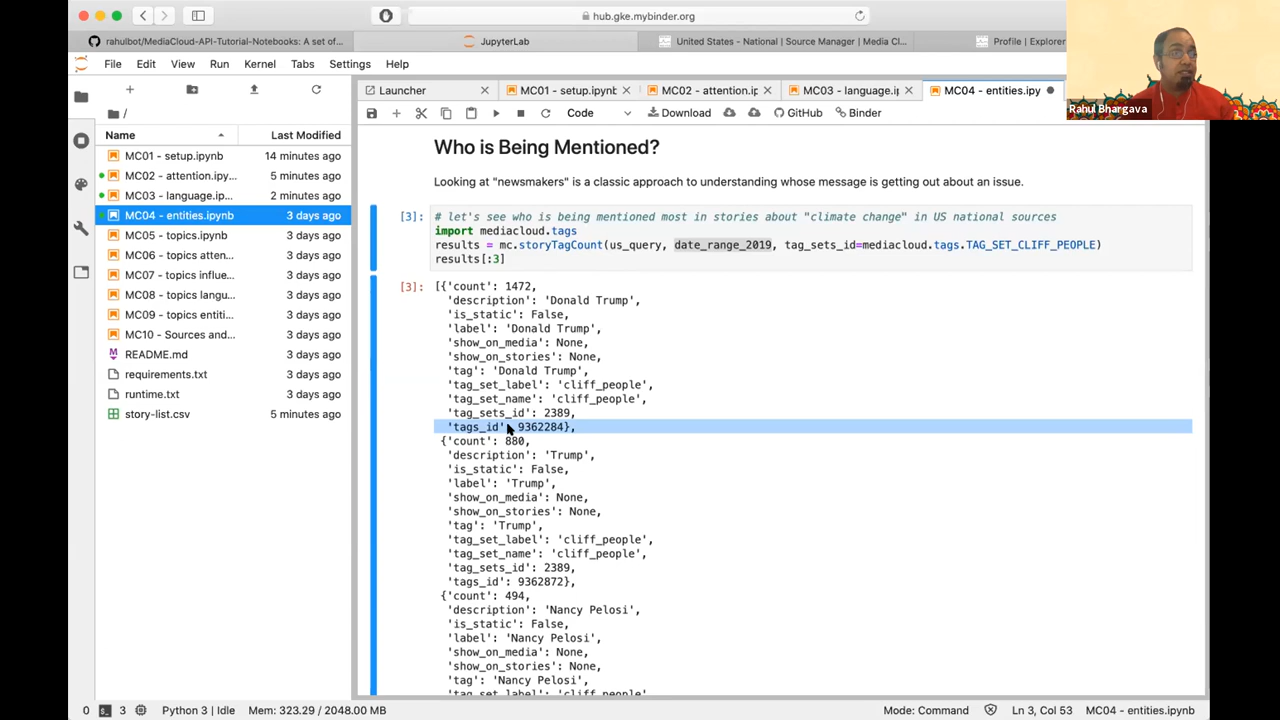 hub.gke.mybinder.org
rahulbot/MediaCloud-API-Tutorial-Notebooks: A set of...
JupyterLab
United States - National | Source Manager | Media Cl...
Profile | Explorer
Rahul Bhargava
File Edit View Run Kernel Tabs Settings Help
Launcher
MC01 - setup.ipynb
MC02 - attention.ip
MC03 - language.ip
MC04 - entities.ipy
Code
Download
GitHub
Binder
/
Name
Last Modified
MC01 - setup.ipynb 14 minutes ago
MC02 - attention.ipy... 5 minutes ago
MC03 - language.ip... 2 minutes ago
MC04 - entities.ipynb 3 days ago
MC05 - topics.ipynb 3 days ago
MC06 - topics atten... 3 days ago
MC07 - topics influe... 3 days ago
MC08 - topics langu... 3 days ago
MC09 - topics entiti... 3 days ago
MC10 - Sources and... 3 days ago
README.md 3 days ago
requirements.txt 3 days ago
runtime.txt 3 days ago
story-list.csv 5 minutes ago
Who is Being Mentioned?
Looking at "newsmakers" is a classic approach to understanding whose message is getting out about an issue.
[3]: # let's see who is being mentioned most in stories about "climate change" in US national sources
import mediacloud.tags
results = mc.storyTagCount(us_query, date_range_2019, tag_sets_id=mediacloud.tags.TAG_SET_CLIFF_PEOPLE)
results[:3]
[3]: [{'count': 1472,
'description': 'Donald Trump',
'is_static': False,
'label': 'Donald Trump',
'show_on_media': None,
'show_on_stories': None,
'tag': 'Donald Trump',
'tag_set_label': 'cliff_people',
'tag_set_name': 'cliff_people',
'tag_sets_id': 2389,
'tags_id': 9362284},
{'count': 880,
'description': 'Trump',
'is_static': False,
'label': 'Trump',
'show_on_media': None,
'show_on_stories': None,
'tag': 'Trump',
'tag_set_label': 'cliff_people',
'tag_set_name': 'cliff_people',
'tag_sets_id': 2389,
'tags_id': 9362872},
{'count': 494,
'description': 'Nancy Pelosi',
'is_static': False,
'label': 'Nancy Pelosi',
'show_on_media': None,
'show_on_stories': None,
'tag': 'Nancy Pelosi',
'tag_set_label': 'cliff_people',
0 3 Python 3 | Idle Mem: 323.29 / 2048.00 MB Mode: Command Ln 3, Col 53 MC04 - entities.ipynb